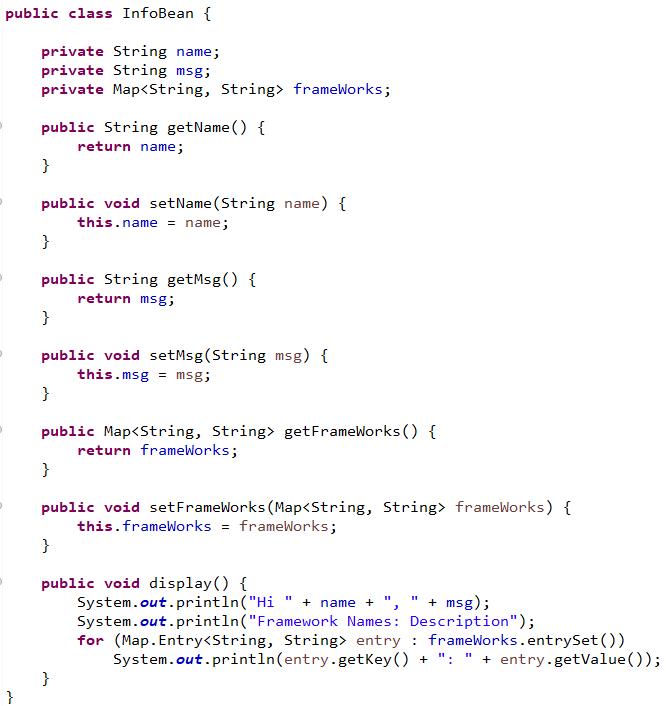 public class InfoBean {
private String name;
private String msg;
private Map<String, String> frameWorks;
public String getName() {
return name;
}
public void setName(String name) {
this.name = name;
}
public String getMsg() {
return msg;
}
public void setMsg(String msg) {
this.msg = msg;
}
public Map<String, String> getFrameWorks() {
return frameWorks;
}
public void setFrameWorks(Map<String, String> frameWorks) {
this.frameWorks = frameWorks;
}
public void display() {
System.out.println("Hi " + name + ", " + msg);
System.out.println("Framework Names: Description");
for (Map.Entry<String, String> entry : frameWorks.entrySet())
System.out.println(entry.getKey() + ": " + entry.getValue());
}
}